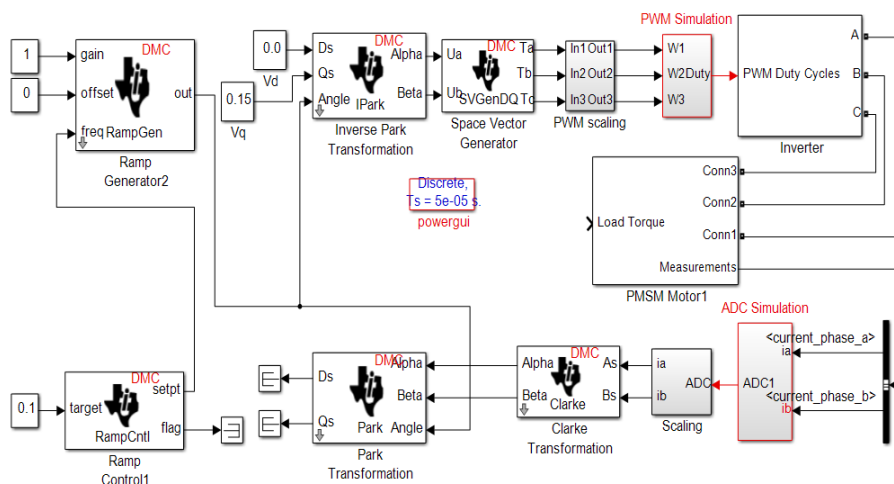 1
gain
DMC
0
offset
out
freq
RampGen
Ramp
Generator2
0.0
Vd
0.15
Vq
Ds
DMC
Alpha
Qs
Beta
Angle
IPark
Inverse Park
Transformation
Ua
DMC
Ta
Tb
Ub
SVGenDQ
Tc
Space Vector
Generator
In1 Out1
In2 Out2
In3 Out3
PWM scaling
PWM Simulation
W1
W2 Duty
W3
A
PWM Duty Cycles
B
C
Inverter
Discrete,
Ts = 5e-05 s.
powergui
Conn3
Conn2
Load Torque
Conn1
Measurements
PMSM Motor1
ADC Simulation
<current_phase_a>
ia
ADC1
<current_phase_b>
ib
ia
ADC
ib
Scaling
DMC
Alpha
As
Beta
Bs
Clarke
Clarke
Transformation
DMC
Alpha
Ds
Beta
Qs
Angle
Park
Park
Transformation
0.1
DMC
setpt
target
flag
RampCntl
Ramp
Control1